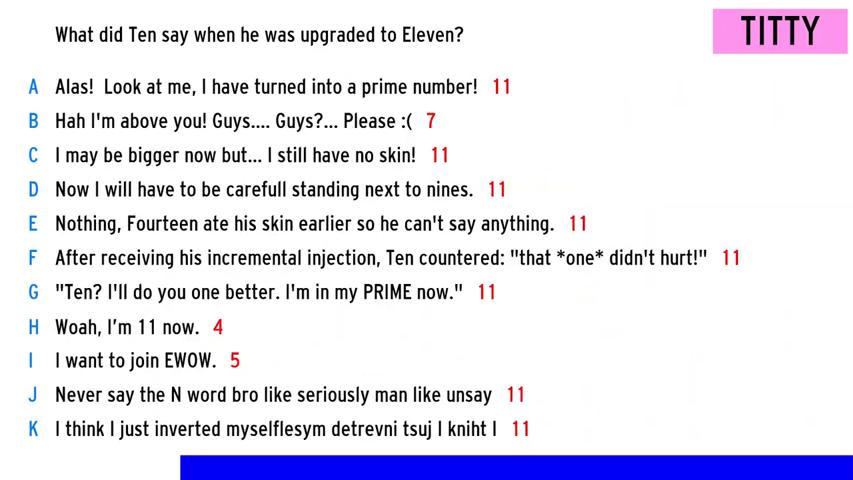 What did Ten say when he was upgraded to Eleven?
TITTY
A Alas! Look at me, I have turned into a prime number! 11
B Hah I'm above you! Guys.... Guys?... Please :( 7
C I may be bigger now but... I still have no skin! 11
D Now I will have to be carefull standing next to nines. 11
E Nothing, Fourteen ate his skin earlier so he can't say anything. 11
F After receiving his incremental injection, Ten countered: "that *one* didn't hurt!" 11
G "Ten? I'll do you one better. I'm in my PRIME now." 11
H Woah, I’m 11 now. 4
I I want to join EWOW. 5
J Never say the N word bro like seriously man like unsay 11
K I think I just inverted myselflesym detrevni tsuj I kniht I 11